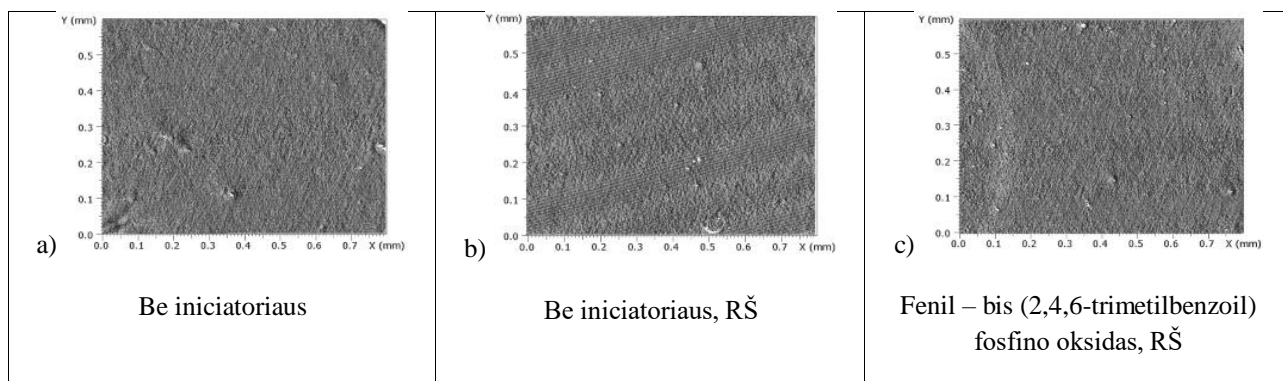 Y (mm)
0.5
0.4
0.3
0.2
0.1
0.0
0.0 0.1 0.2 0.3 0.4 0.5 0.6 0.7 X (mm)
a)
Be iniciatoriaus
Y (mm)
0.5
0.4
0.3
0.2
0.1
0.0
0.0 0.1 0.2 0.3 0.4 0.5 0.6 0.7 X (mm)
b)
Be iniciatoriaus, RŠ
Y (mm)
0.5
0.4
0.3
0.2
0.1
0.0
0.0 0.1 0.2 0.3 0.4 0.5 0.6 0.7 X (mm)
c)
Fenil – bis (2,4,6-trimetilbenzoil)
fosfino oksidas, RŠ